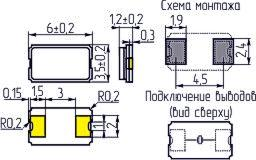 Схема монтажа
6±0,2
1,2±0,2
0,3
3,5±0,2
1,9
2,4
4,5
0,15
1,5
3
R0,2
R0,2
2
Подключение выводов
(вид сверху)